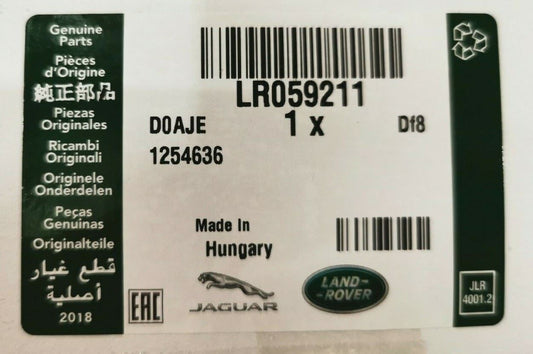 Genuine
Parts
Pièces
d'Origine
純正部品
Piezas
Originales
Ricambi
Originali
Originele
Onderdelen
Peças
Genuinas
Originalteile
قطع غيار
أصلية
2018
LR059211
D0AJE 1 x Df8
1254636
Made In
Hungary
EAC
JAGUAR
LAND-
-ROVER
JLR
4001.2